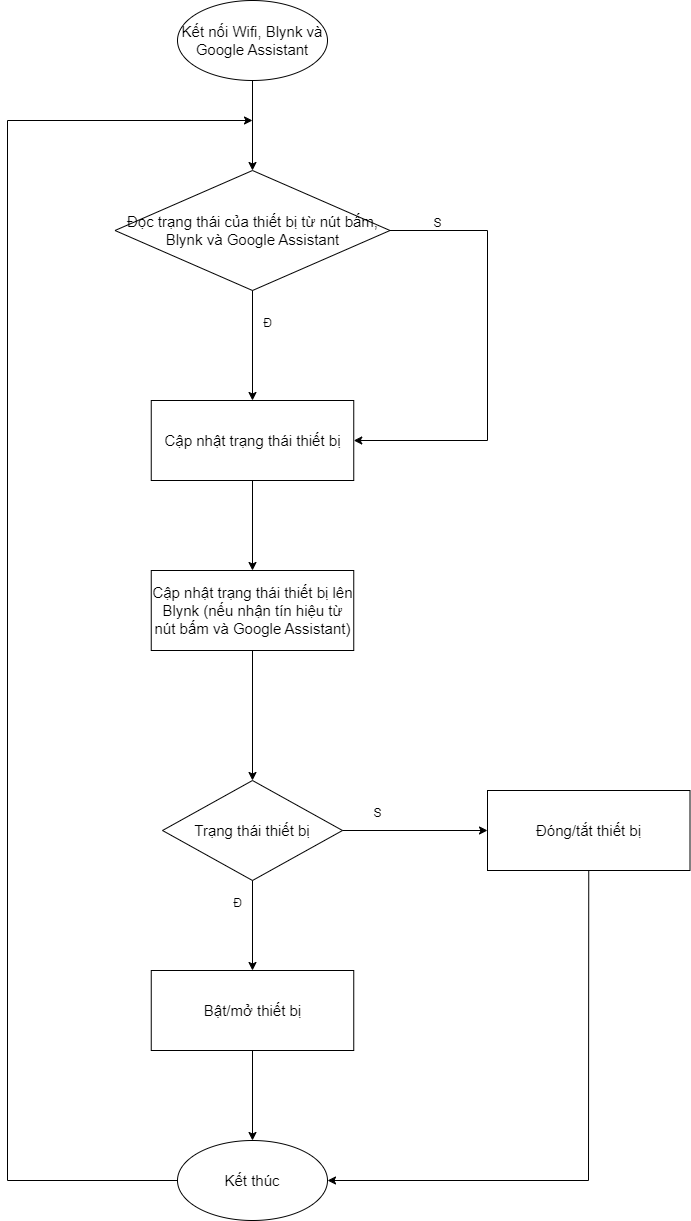 Kết nối Wifi, Blynk và
Google Assistant
Đọc trạng thái của thiết bị từ nút bấm,
Blynk và Google Assistant
S
Đ
Cập nhật trạng thái thiết bị
Cập nhật trạng thái thiết bị lên
Blynk (nếu nhận tín hiệu từ
nút bấm và Google Assistant)
Trạng thái thiết bị
S
Đóng/tắt thiết bị
Đ
Bật/mở thiết bị
Kết thúc